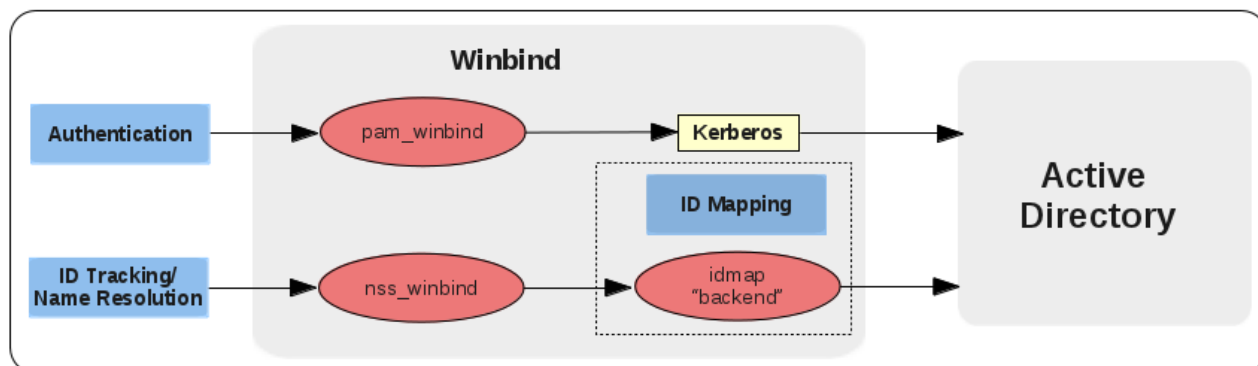 Winbind
Authentication
pam_winbind
Kerberos
Active
Directory
ID Mapping
ID Tracking/
Name Resolution
nss_winbind
idmap
“backend”